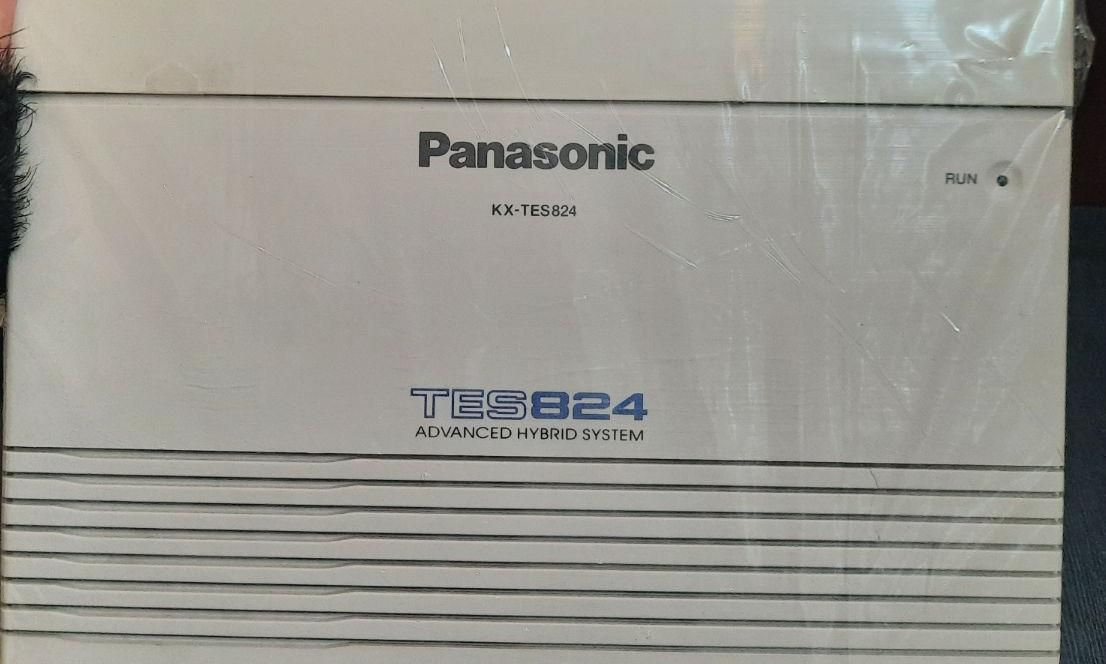 Panasonic
RUN
KX-TES824
TES824
ADVANCED HYBRID SYSTEM